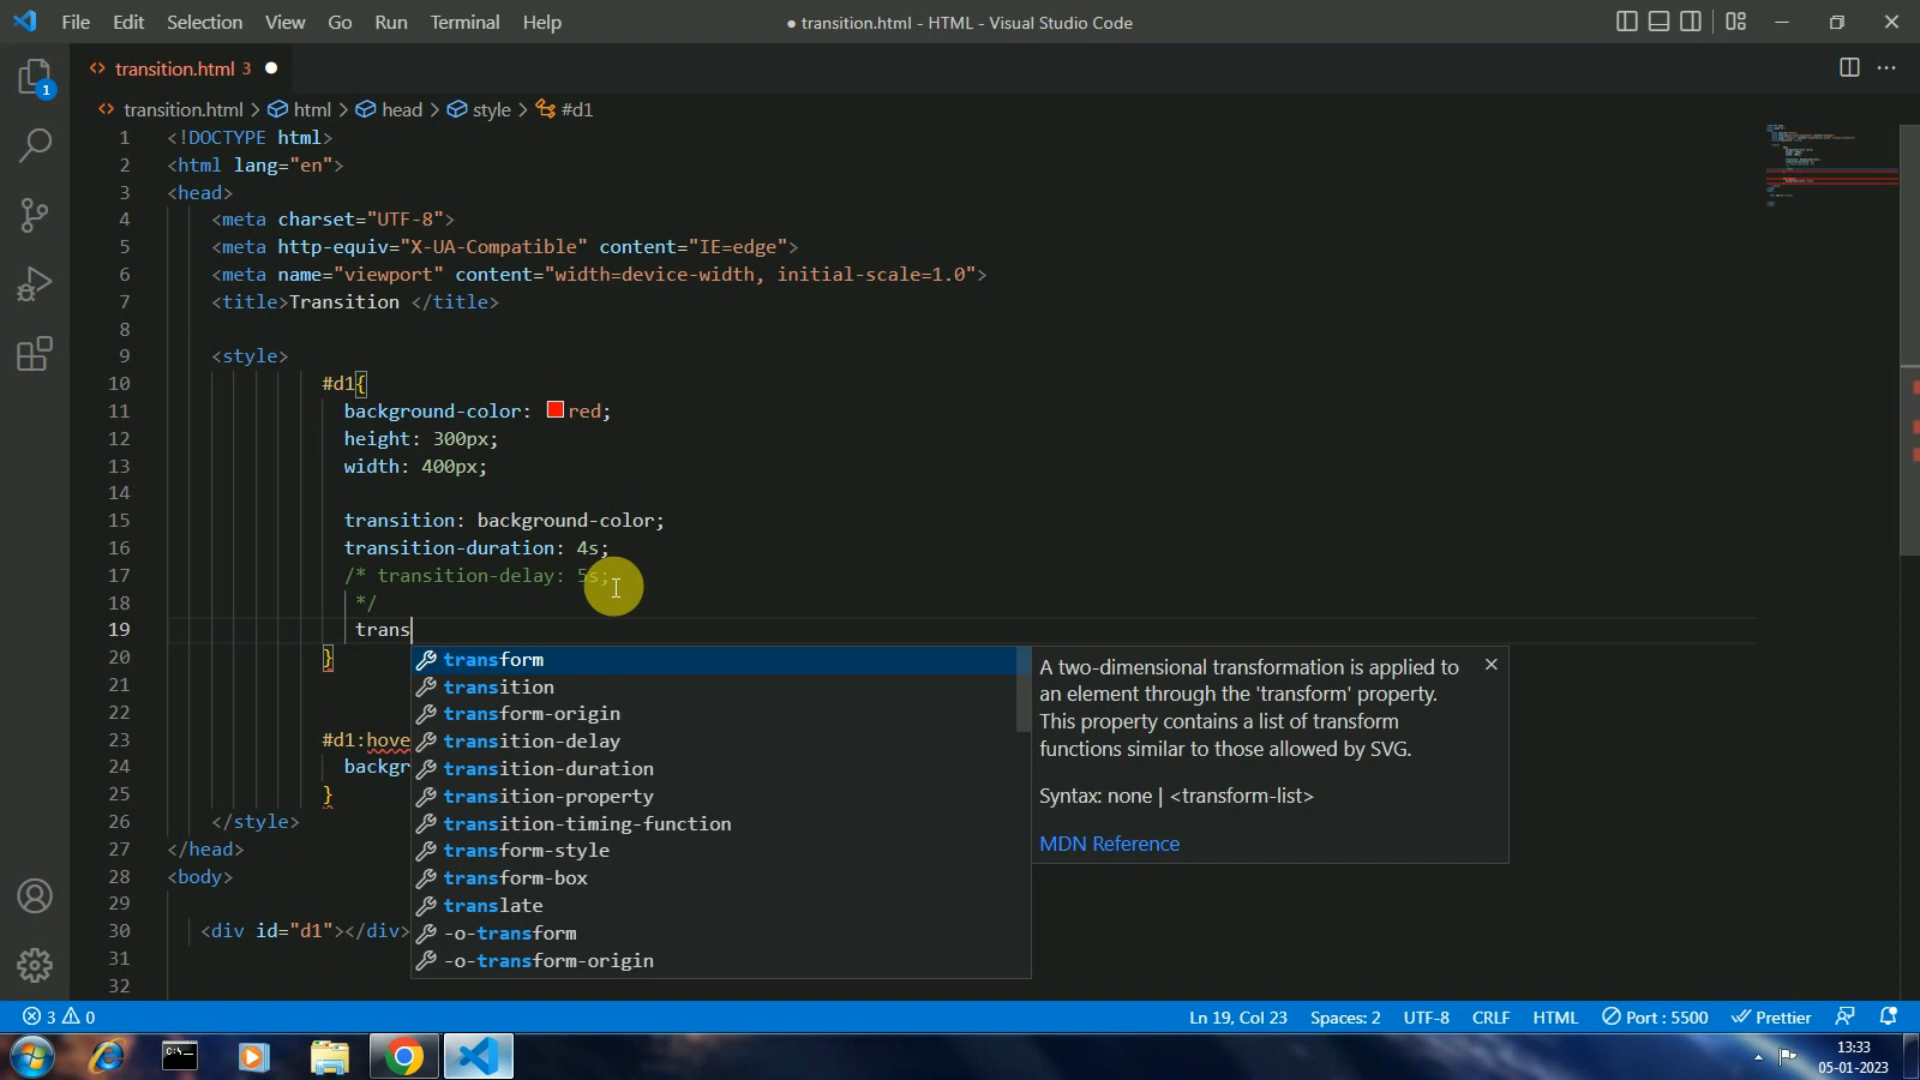 File Edit Selection View Go Run Terminal Help
● transition.html - HTML - Visual Studio Code
1
transition.html 3 ●
transition.html > html > head > style > #d1
1 <!DOCTYPE html>
2 <html lang="en">
3 <head>
4 <meta charset="UTF-8">
5 <meta http-equiv="X-UA-Compatible" content="IE=edge">
6 <meta name="viewport" content="width=device-width, initial-scale=1.0">
7 <title>Transition </title>
8
9 <style>
10 #d1{
11 background-color: red;
12 height: 300px;
13 width: 400px;
14
15 transition: background-color;
16 transition-duration: 4s;
17 /* transition-delay: 5s;
18 */
19 trans
20 }
21
22
23 #d1:hove
24 backgr
25 }
26 </style>
27 </head>
28 <body>
29
30 <div id="d1"></div>
31
32
transform
transition
transform-origin
transition-delay
transition-duration
transition-property
transition-timing-function
transform-style
transform-box
translate
-o-transform
-o-transform-origin
A two-dimensional transformation is applied to
an element through the 'transform' property.
This property contains a list of transform
functions similar to those allowed by SVG.
Syntax: none | <transform-list>
MDN Reference
3 0
Ln 19, Col 23 Spaces: 2 UTF-8 CRLF HTML Port : 5500 Prettier
13:33
05-01-2023